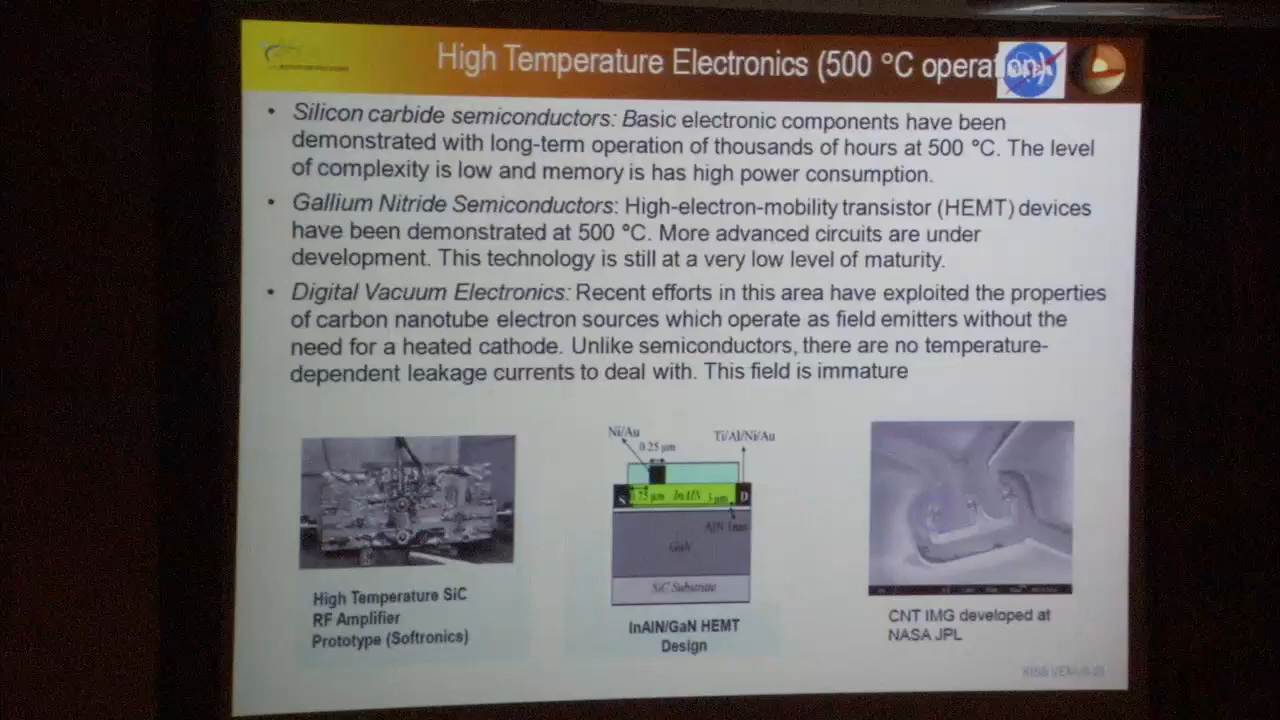 High Temperature Electronics (500 °C operation)
• Silicon carbide semiconductors: Basic electronic components have been
demonstrated with long-term operation of thousands of hours at 500 °C. The level
of complexity is low and memory is has high power consumption.
• Gallium Nitride Semiconductors: High-electron-mobility transistor (HEMT) devices
have been demonstrated at 500 °C. More advanced circuits are under
development. This technology is still at a very low level of maturity.
• Digital Vacuum Electronics: Recent efforts in this area have exploited the properties
of carbon nanotube electron sources which operate as field emitters without the
need for a heated cathode. Unlike semiconductors, there are no temperature-
dependent leakage currents to deal with. This field is immature
Ni/Au
0.25 µm
Ti/Al/Ni/Au
S 0.75 µm InAlN 3 µm D
AlN 1nm
GaN
SiC Substrate
High Temperature SiC
RF Amplifier
Prototype (Softronics)
InAlN/GaN HEMT
Design
CNT IMG developed at
NASA JPL